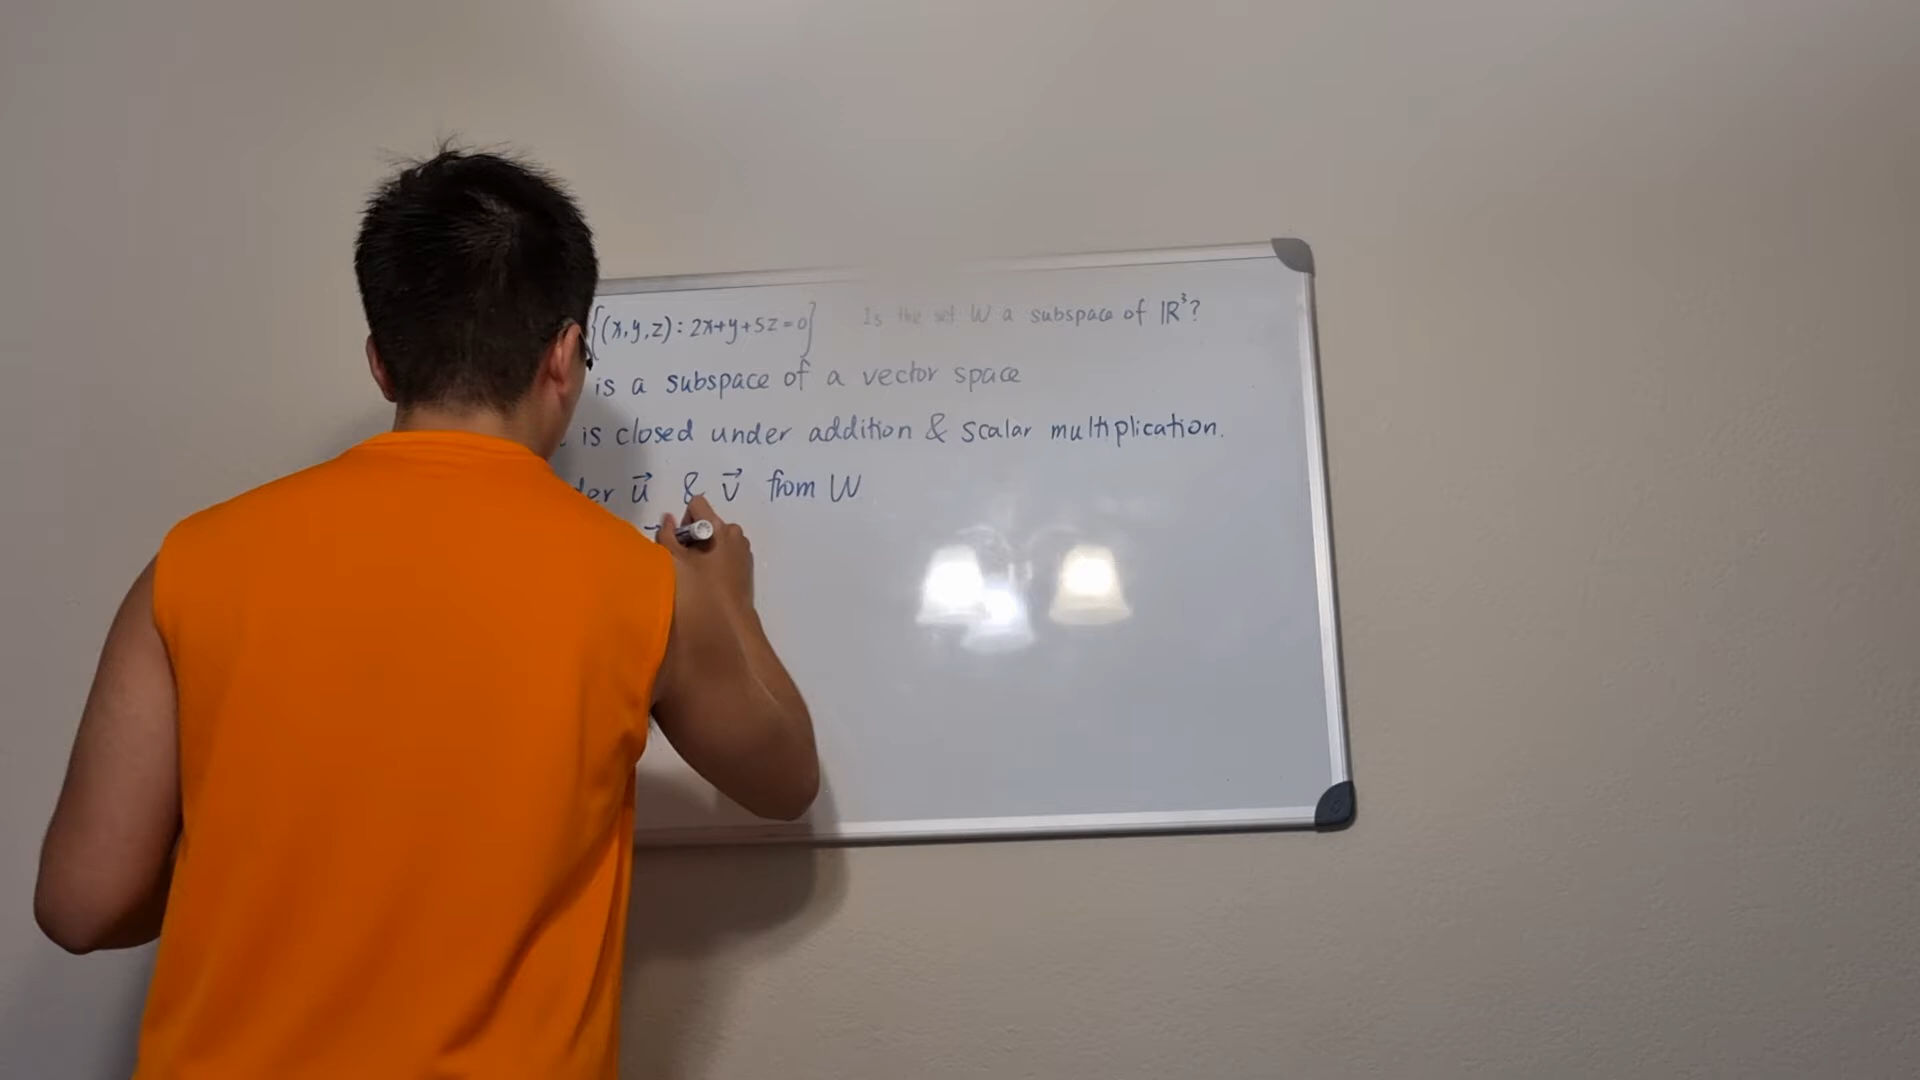 {(x,y,z): 2x+y+5z=0} Is the set W a subspace of ℝ³?
is a subspace of a vector space
is closed under addition & scalar multiplication.
der u⃗ & v⃗ from W